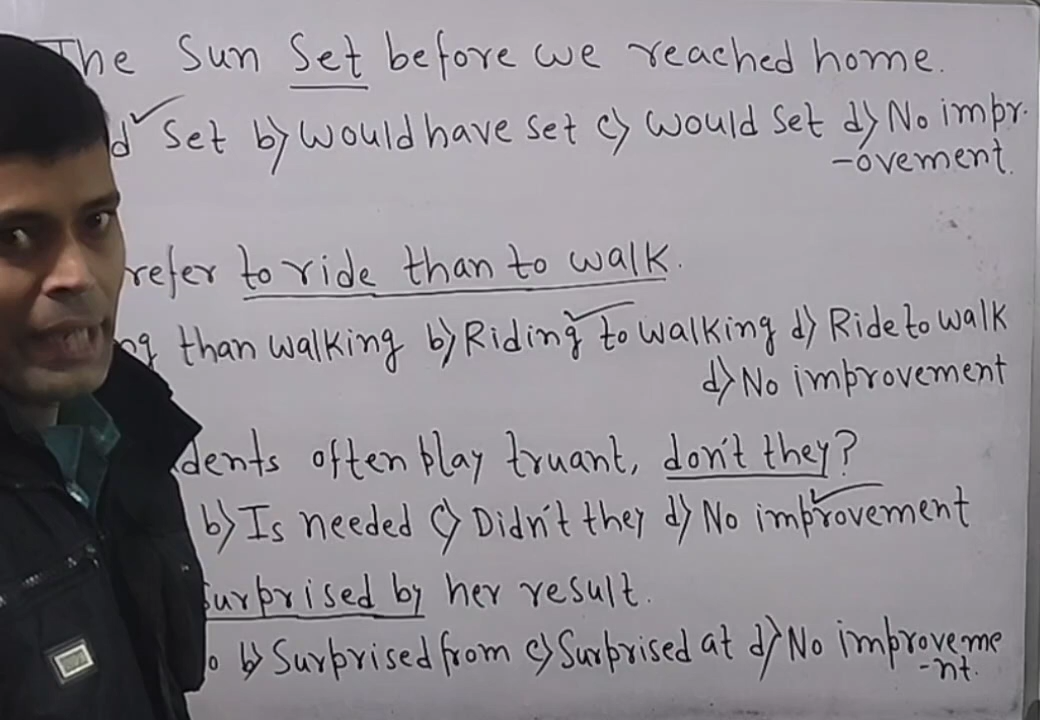 The Sun Set before we reached home.
d Set b) Would have set c) Would Set d) No impr.
-ovement.
refer to ride than to walk.
ng than walking b) Riding to walking d) Ride to walk
d) No improvement
dents often play truant, don't they?
b) Is needed c) Didn't they d) No improvement
Surprised by her result.
o b) Surprised from c) Surprised at d) No improveme
-nt.